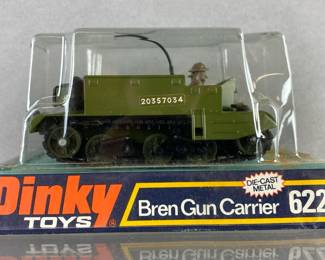 20357034
Dinky
TOYS
DIE-CAST
METAL
Bren Gun Carrier 622